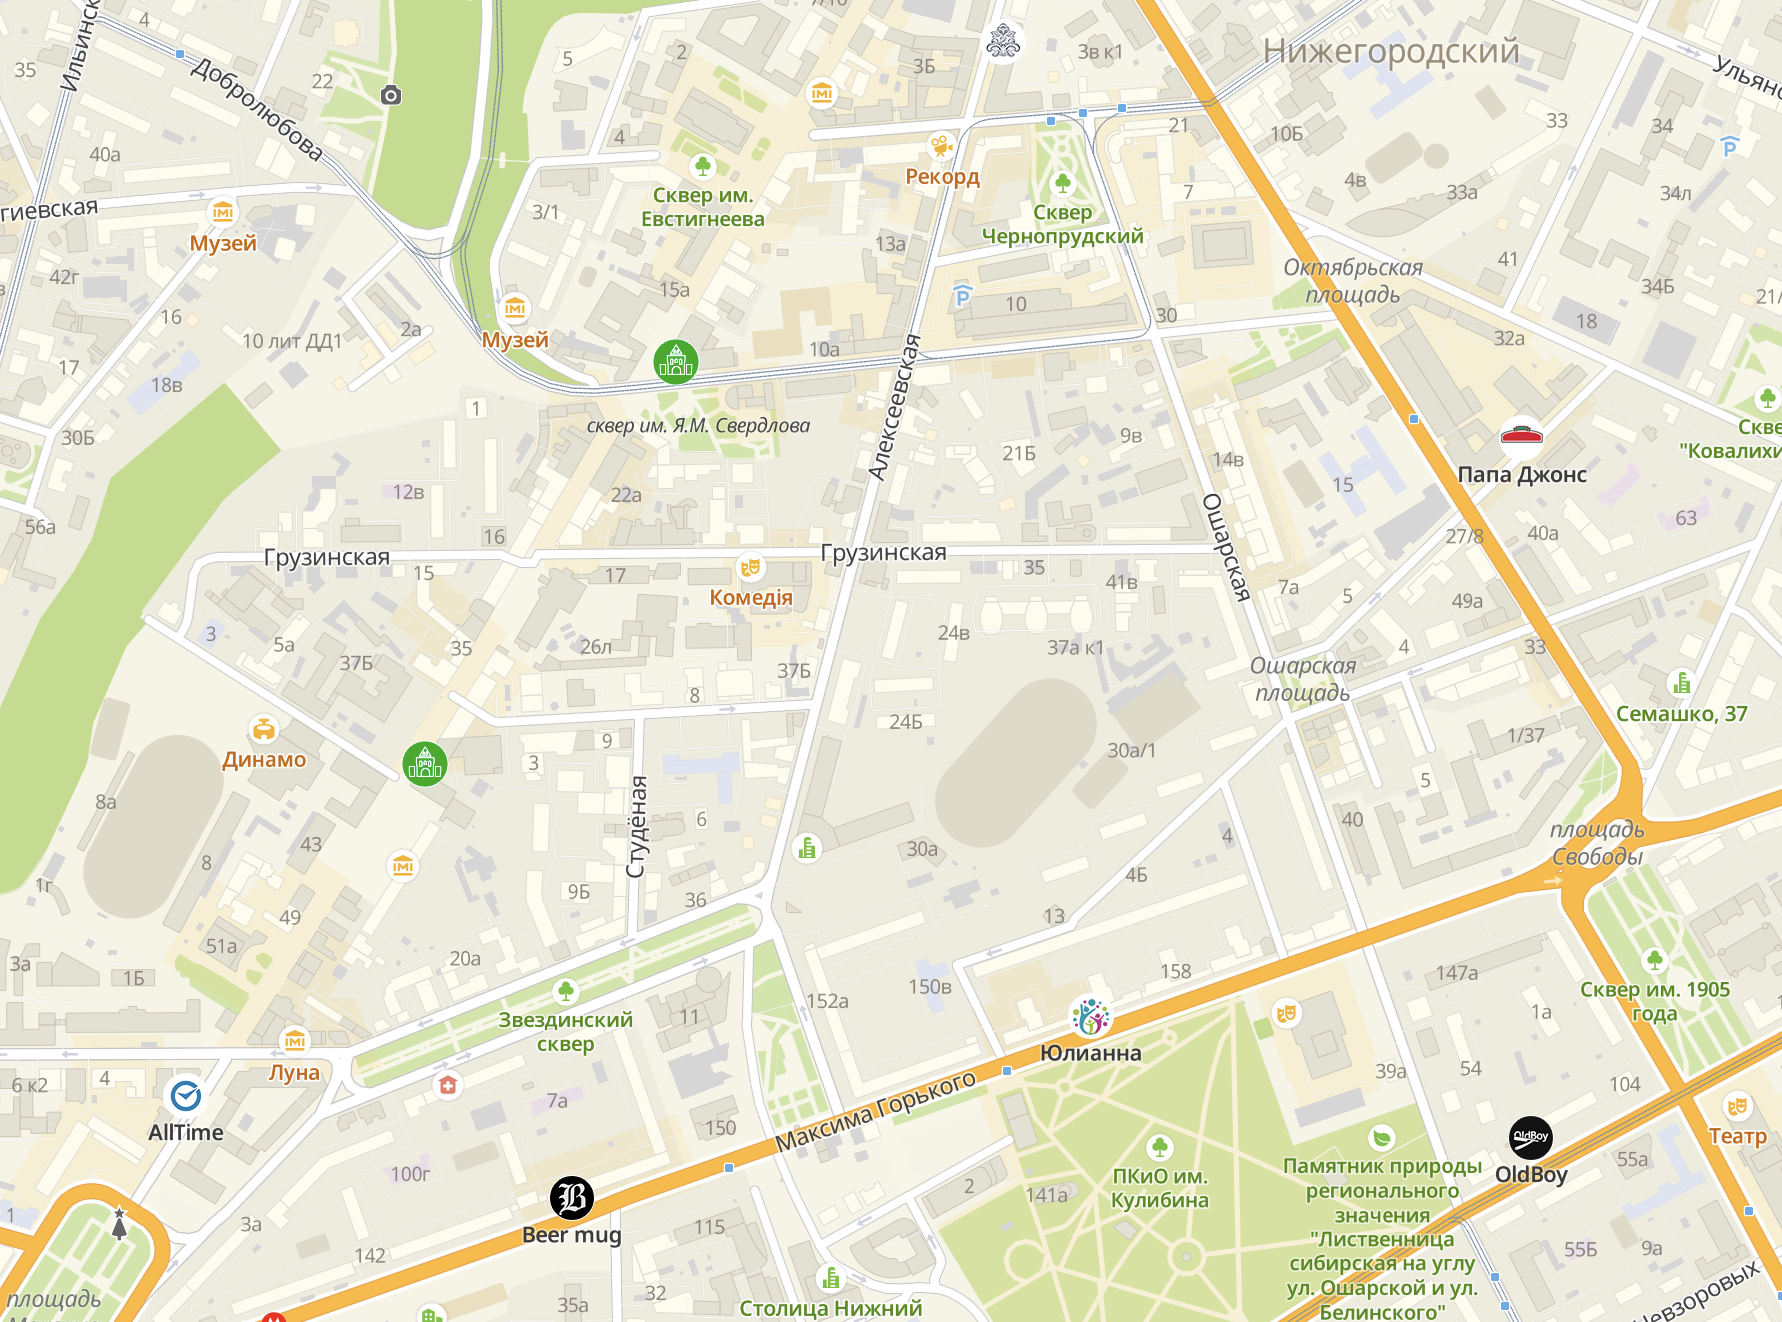 7/16
Ильинск
5
2
3Б
3в к1
Нижегородский
35
4
22
Добролюбова
Ульяно
33
34
40а
4
21
10Б
Рекорд
Сквер им.
Евстигнеева
Сквер
Чернопрудский
7
4в
33а
34л
гиевская
3/1
Музей
13а
41
Октябрьская
площадь
42г
15а
10
34Б
21/
16
2а
10 лит ДД1
Музей
10а
30
18
32а
17
18в
1
сквер им. Я.М. Свердлова
Алексеевская
9в
Скве
"Ковалихи
30Б
21Б
14в
15
Папа Джонс
12в
22а
Ошарская
63
56а
16
27/8
40а
Грузинская
Грузинская
15
17
Комедiя
35
41в
7а
5
49а
3
5а
35
26л
24в
37а к1
4
33
37Б
37Б
8
Ошарская
площадь
24Б
Семашко, 37
Динамо
9
3
30а/1
1/37
5
8а
Студёная
6
43
8
30а
4
40
площадь
Свободы
1г
9Б
36
4Б
49
13
51а
3а
1Б
20а
150в
158
147а
Сквер им. 1905
года
152а
11
Звездинский
сквер
1а
Юлианна
Луна
6 к2
4
7а
39а
54
104
AllTime
150
Максима Горького
OldBoy
Театр
100г
ПКиО им.
Кулибина
Памятник природы
регионального
значения
"Лиственница
сибирская на углу
ул. Ошарской и ул.
Белинского"
OldBoy
55а
2
141а
1
3а
B
Beer mug
115
142
55Б
9а
32
35а
Столица Нижний
площадь
Невзоровых